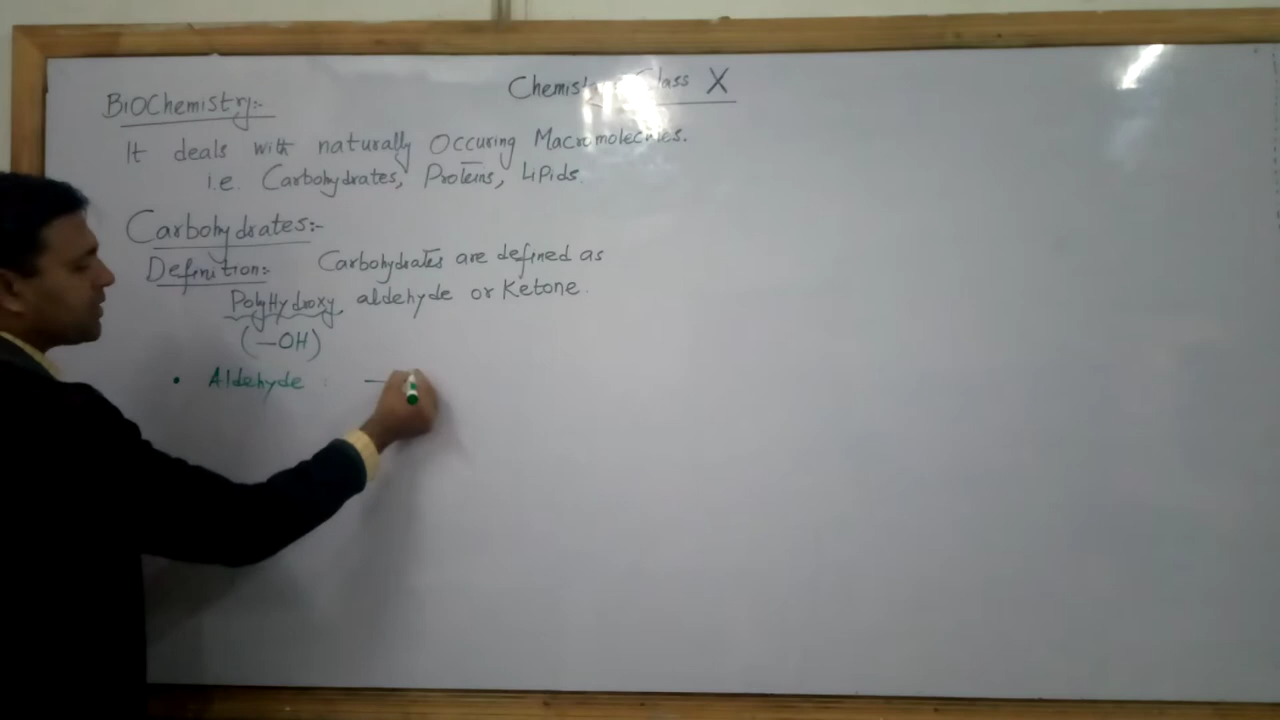 Chemistry Class X
BiOChemistry:-
It deals with naturally Occuring Macromolecules.
i.e. Carbohydrates, Proteins, Lipids.
Carbohydrates:-
Definition:- Carbohydrates are defined as
PolyHydroxy aldehyde or Ketone.
(-OH)
• Aldehyde : -